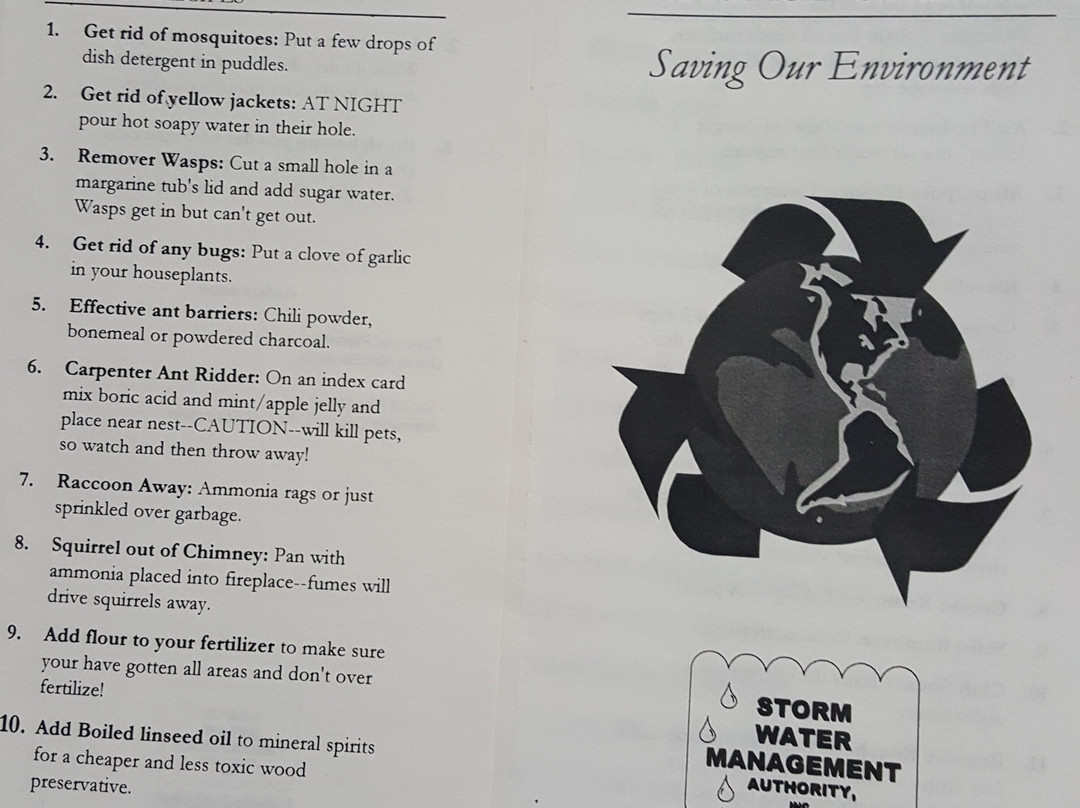 1. Get rid of mosquitoes: Put a few drops of
dish detergent in puddles.
2. Get rid of yellow jackets: AT NIGHT
pour hot soapy water in their hole.
3. Remover Wasps: Cut a small hole in a
margarine tub's lid and add sugar water.
Wasps get in but can't get out.
4. Get rid of any bugs: Put a clove of garlic
in your houseplants.
5. Effective ant barriers: Chili powder,
bonemeal or powdered charcoal.
6. Carpenter Ant Ridder: On an index card
mix boric acid and mint/apple jelly and
place near nest--CAUTION--will kill pets,
so watch and then throw away!
7. Raccoon Away: Ammonia rags or just
sprinkled over garbage.
8. Squirrel out of Chimney: Pan with
ammonia placed into fireplace--fumes will
drive squirrels away.
9. Add flour to your fertilizer to make sure
your have gotten all areas and don't over
fertilize!
10. Add Boiled linseed oil to mineral spirits
for a cheaper and less toxic wood
preservative.
Saving Our Environment
STORM
WATER
MANAGEMENT
AUTHORITY,